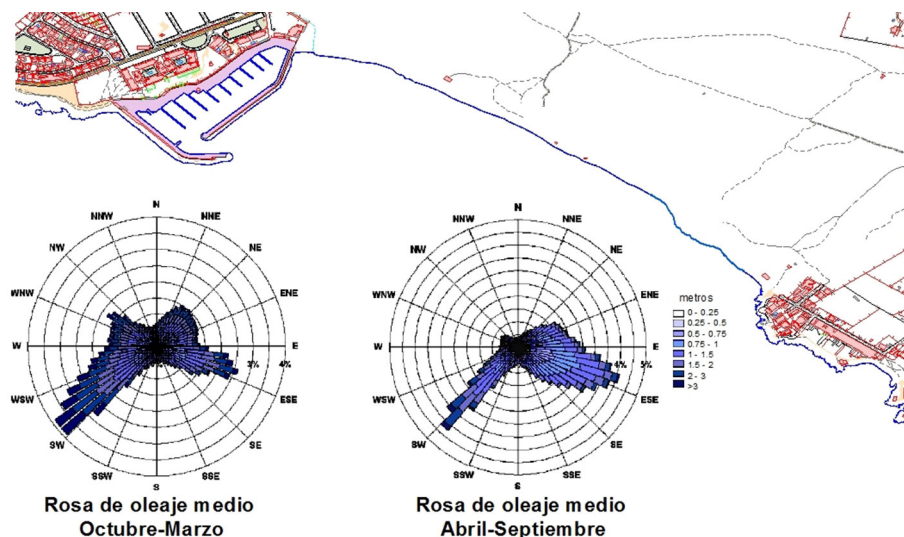 N
NNW
NNE
NW
NE
WNW
ENE
W
3%
4%
E
WSW
ESE
SW
SE
SSW
SSE
S
Rosa de oleaje medio
Octubre-Marzo
N
NNW
NNE
NW
NE
WNW
ENE
W
4%
5%
E
WSW
ESE
SW
SE
SSW
SSE
S
Rosa de oleaje medio
Abril-Septiembre
metros
0 - 0.25
0.25 - 0.5
0.5 - 0.75
0.75 - 1
1 - 1.5
1.5 - 2
2 - 3
>3